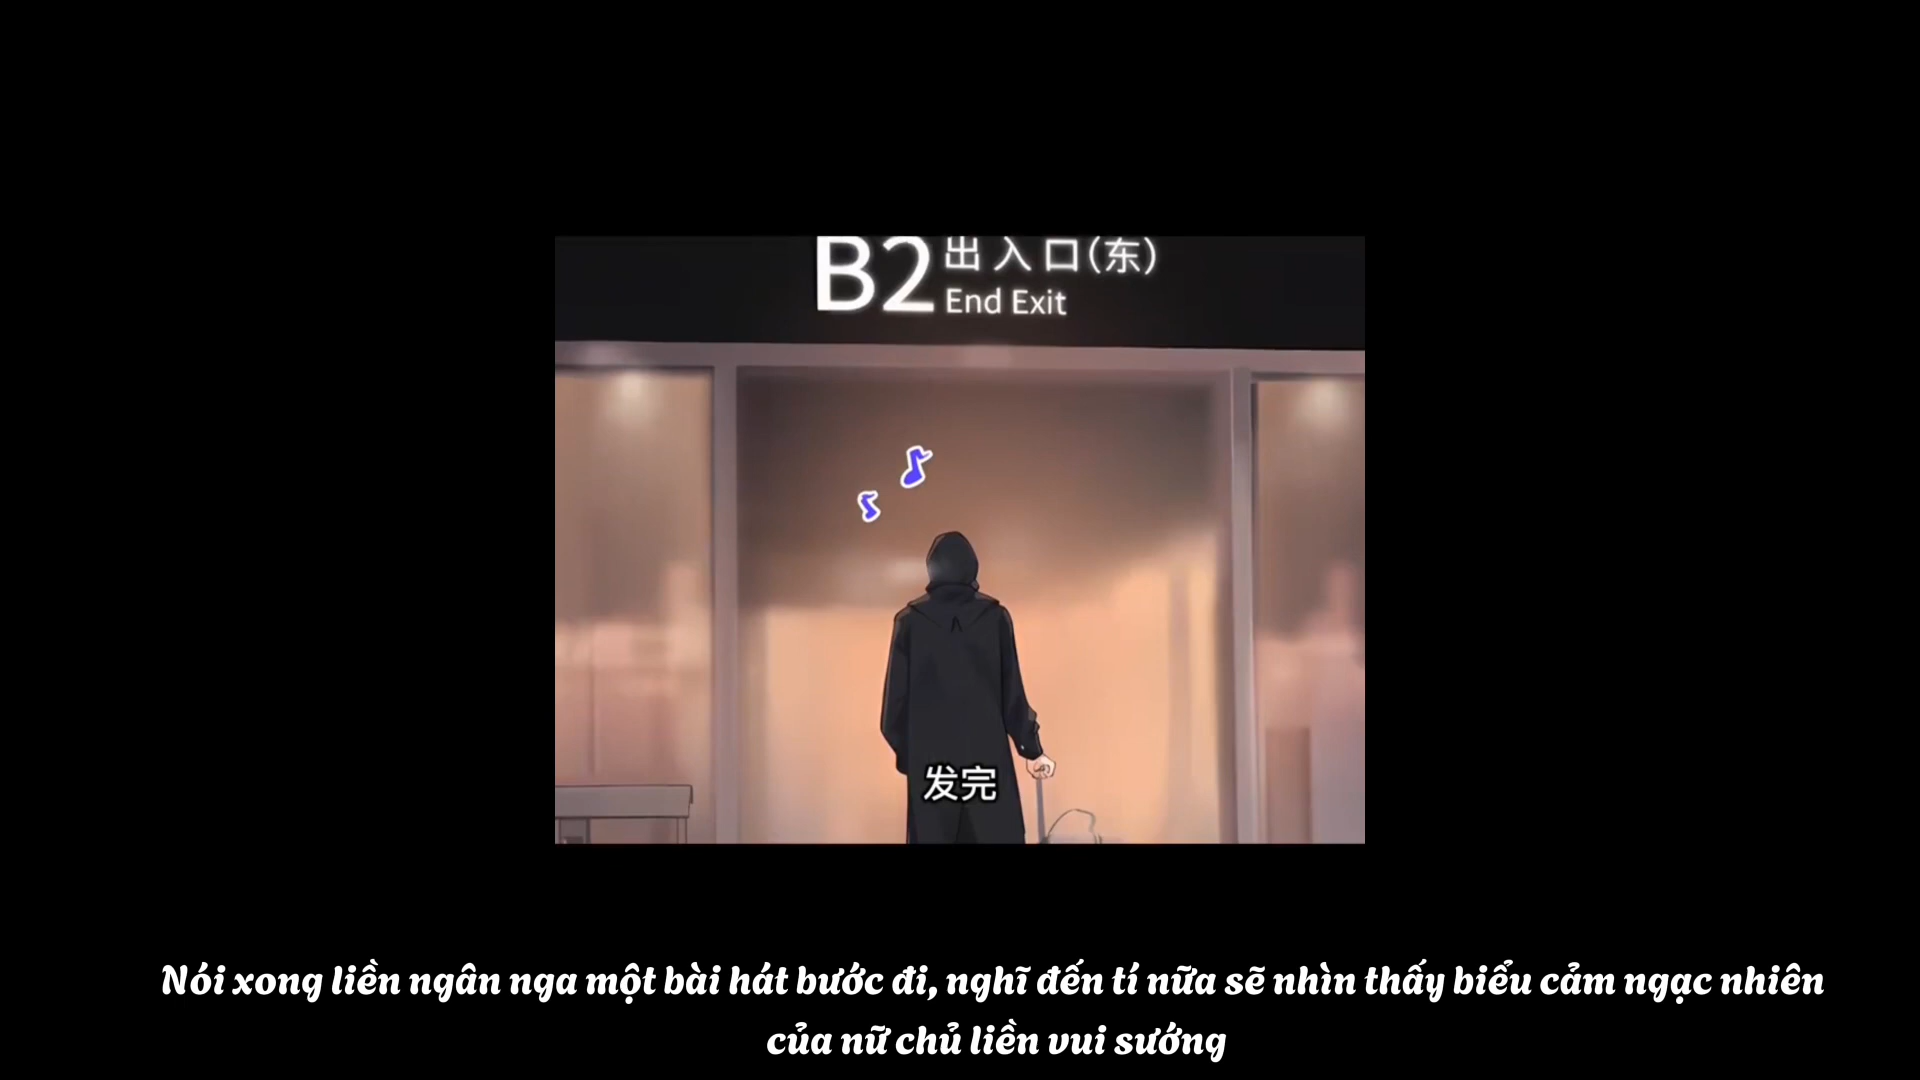 B2 出入口(东)
End Exit
发完
Nói xong liền ngân nga một bài hát bước đi, nghĩ đến tí nữa sẽ nhìn thấy biểu cảm ngạc nhiên
của nữ chủ liền vui sướng